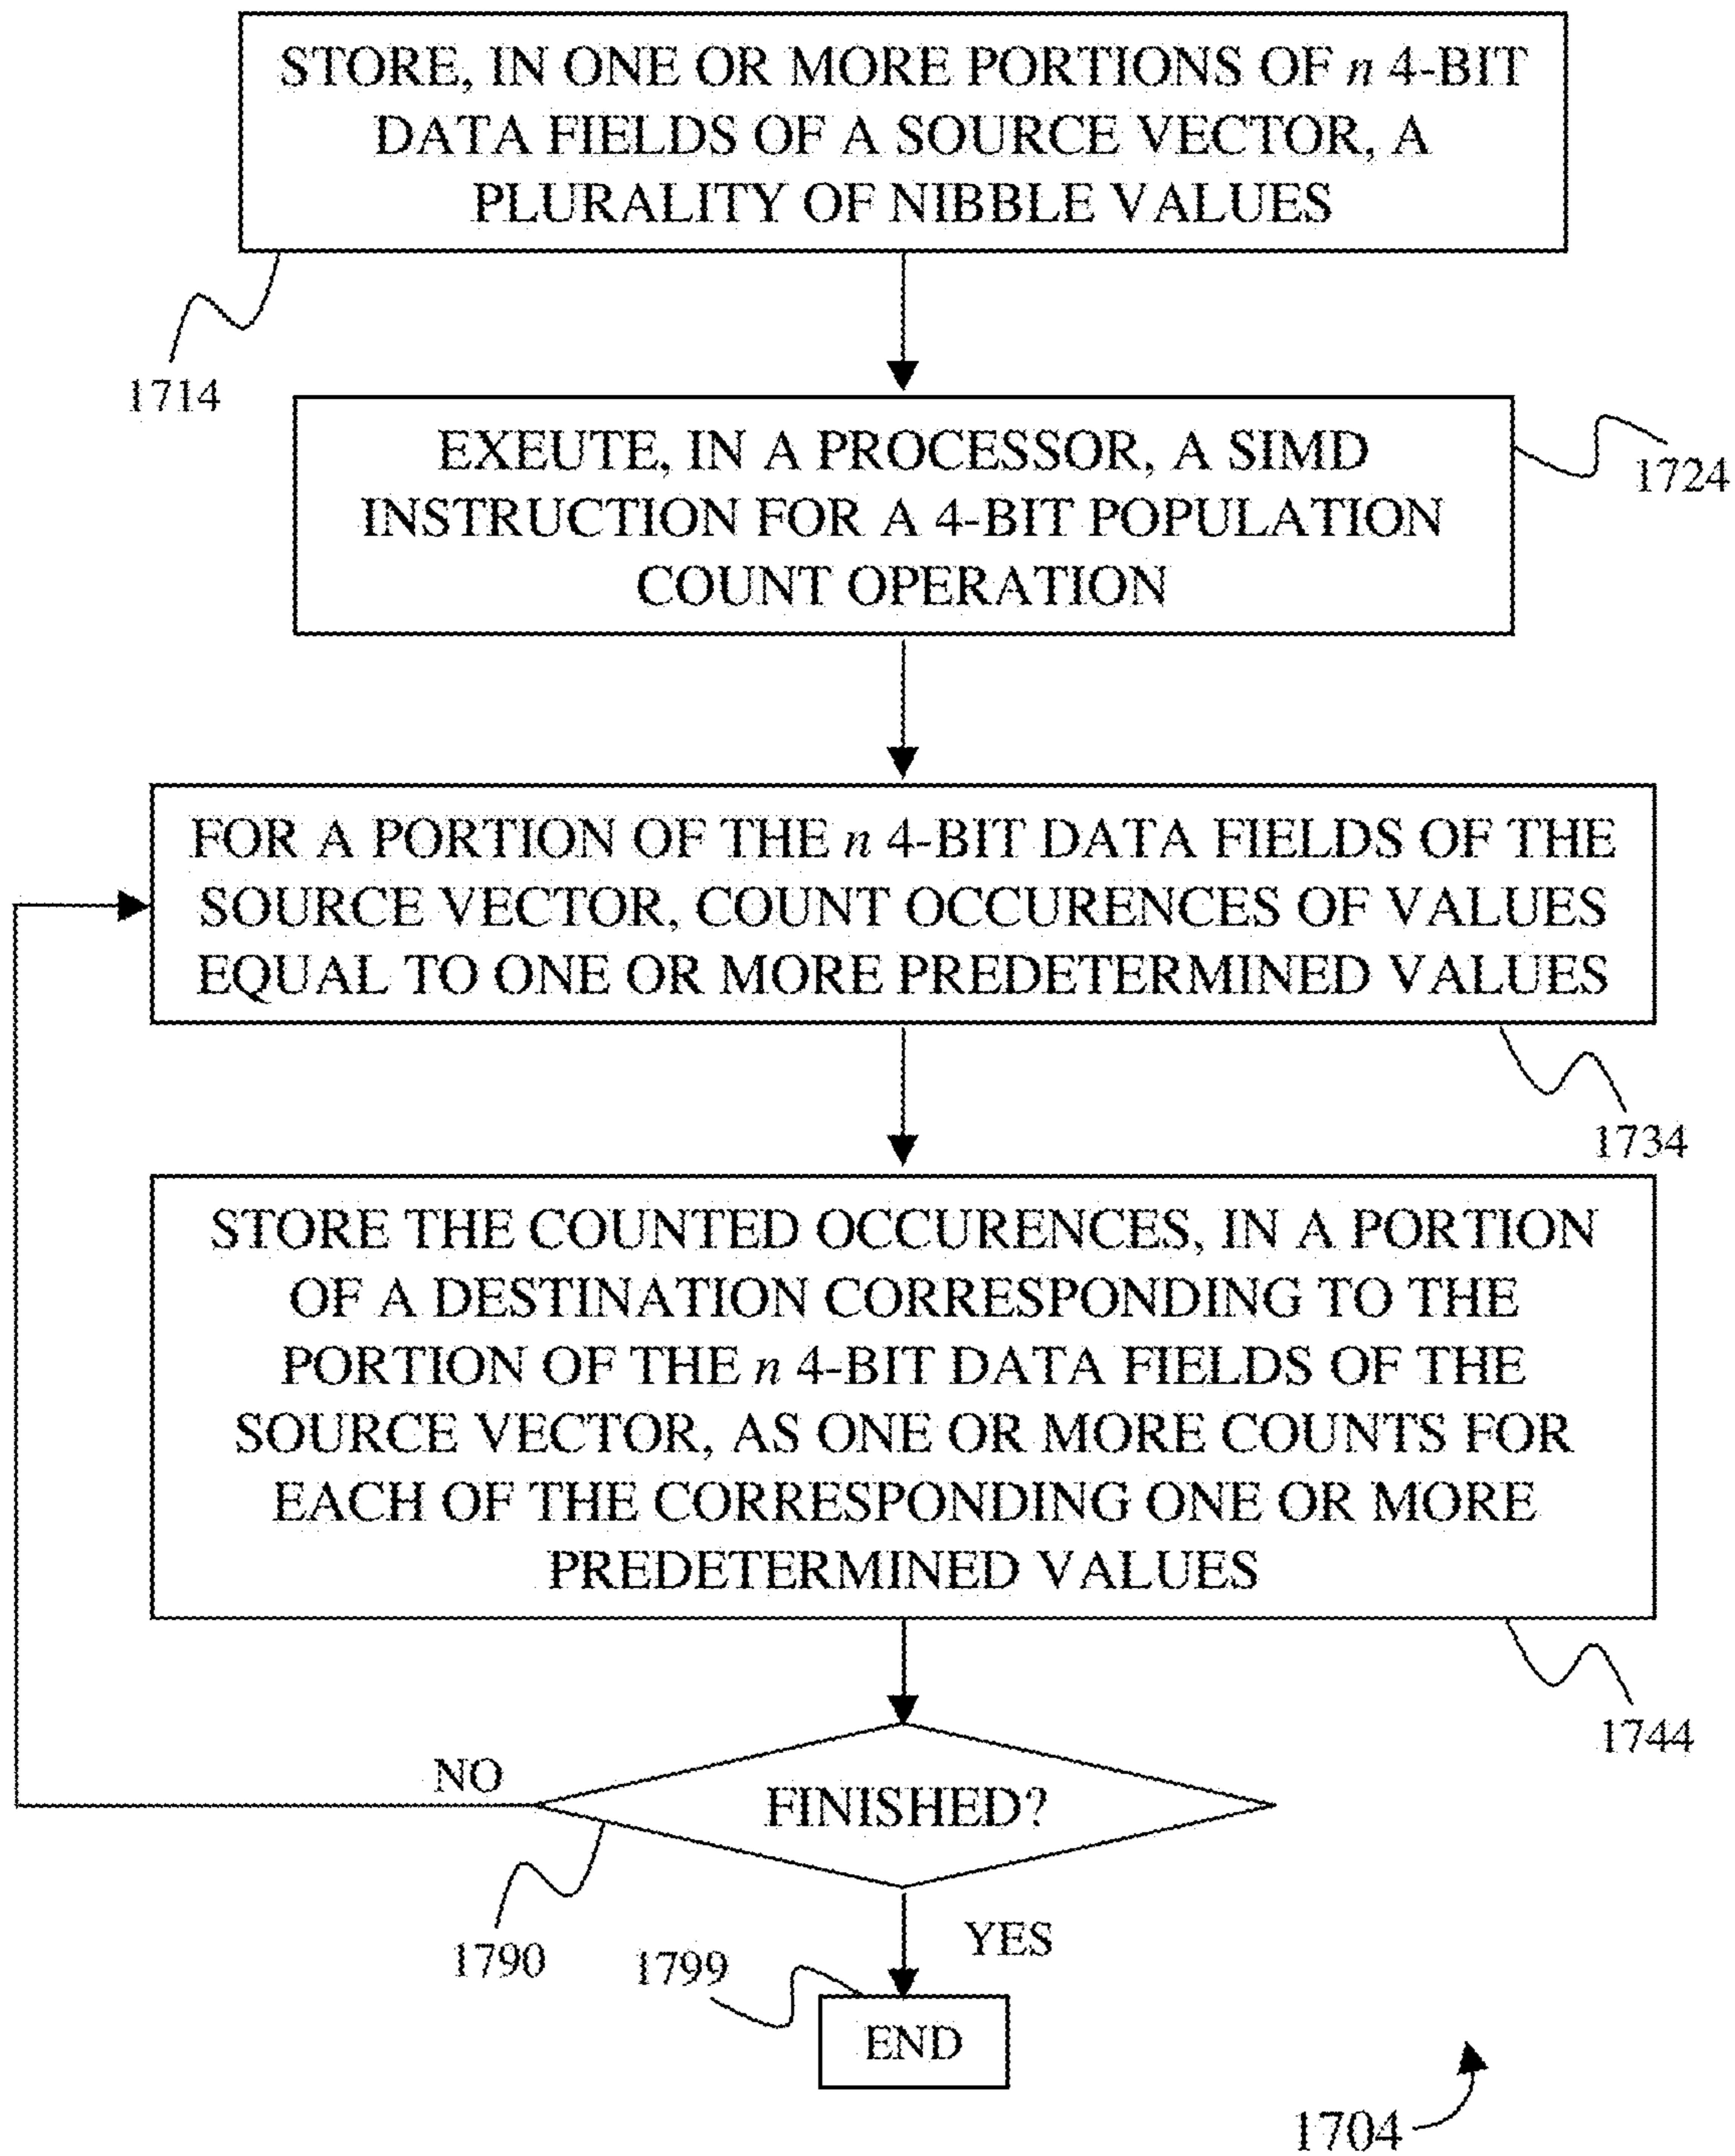 STORE, IN ONE OR MORE PORTIONS OF n 4-BIT
DATA FIELDS OF A SOURCE VECTOR, A
PLURALITY OF NIBBLE VALUES
1714
EXEUTE, IN A PROCESSOR, A SIMD
INSTRUCTION FOR A 4-BIT POPULATION
COUNT OPERATION
1724
FOR A PORTION OF THE n 4-BIT DATA FIELDS OF THE
SOURCE VECTOR, COUNT OCCURENCES OF VALUES
EQUAL TO ONE OR MORE PREDETERMINED VALUES
1734
STORE THE COUNTED OCCURENCES, IN A PORTION
OF A DESTINATION CORRESPONDING TO THE
PORTION OF THE n 4-BIT DATA FIELDS OF THE
SOURCE VECTOR, AS ONE OR MORE COUNTS FOR
EACH OF THE CORRESPONDING ONE OR MORE
PREDETERMINED VALUES
1744
NO
FINISHED?
1790
YES
1799
END
1704